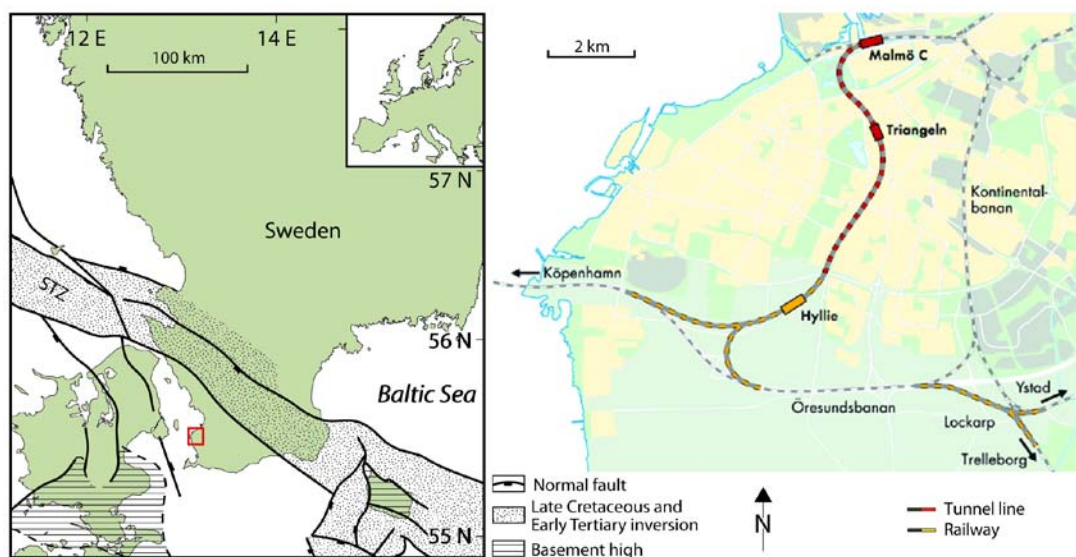 12 E
14 E
100 km
57 N
Sweden
STZ
56 N
Baltic Sea
55 N
Normal fault
Late Cretaceous and
Early Tertiary inversion
Basement high
2 km
Malmö C
Triangeln
Kontinental-
banan
Köpenhamn
Hyllie
Öresundsbanan
Ystad
Lockarp
Trelleborg
N
Tunnel line
Railway